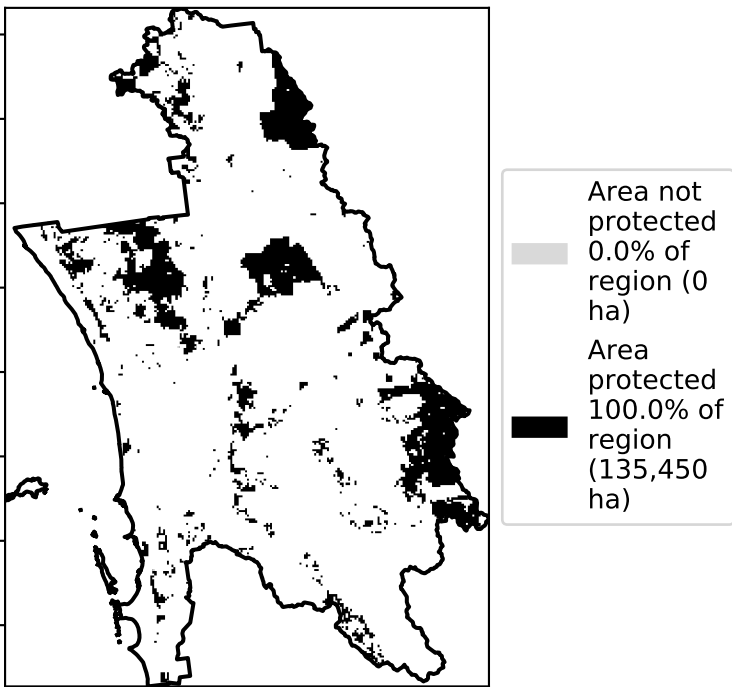 Area not
protected
0.0% of
region (0
ha)
Area
protected
100.0% of
region
(135,450
ha)